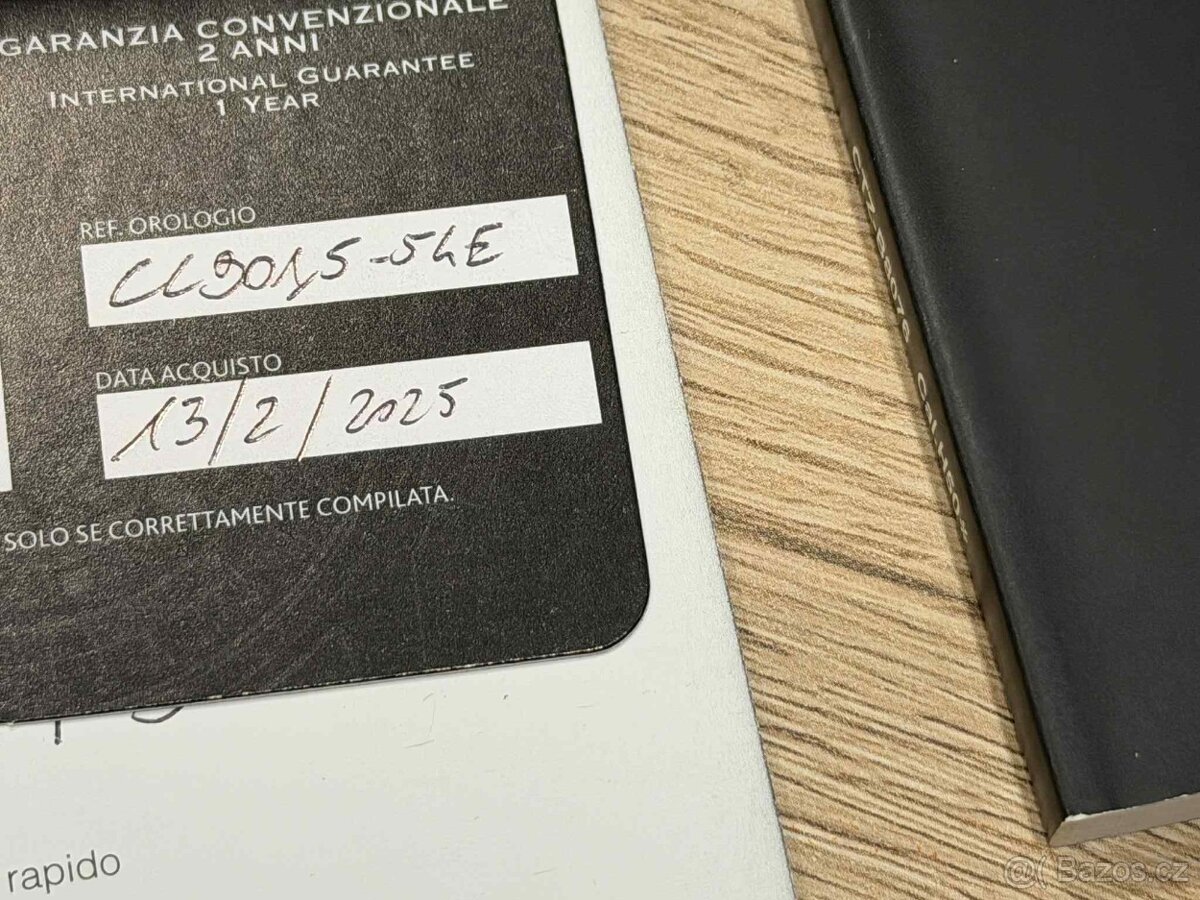 GARANZIA CONVENZIONALE
2 ANNI
INTERNATIONAL GUARANTEE
1 YEAR
REF. OROLOGIO
CC9015-54E
DATA ACQUISTO
13/2/2025
SOLO SE CORRETTAMENTE COMPILATA.
rapido
@( Bazos.cz